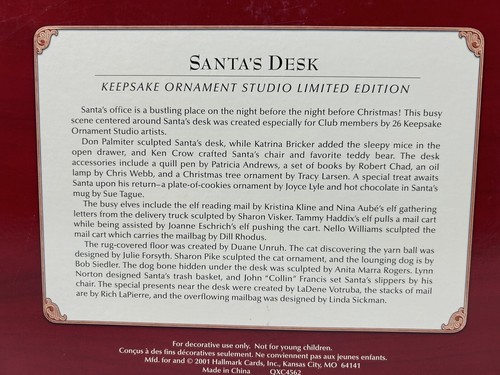 SANTA'S DESK
KEEPSAKE ORNAMENT STUDIO LIMITED EDITION
Santa's office is a bustling place on the night before the night before Christmas! This busy
scene centered around Santa's desk was created especially for Club members by 26 Keepsake
Ornament Studio artists.
Don Palmiter sculpted Santa's desk, while Katrina Bricker added the sleepy mice in the
open drawer, and Ken Crow crafted Santa's chair and favorite teddy bear. The desk
accessories include a quill pen by Patricia Andrews, a set of books by Robert Chad, an oil
lamp by Chris Webb, and a Christmas tree ornament by Tracy Larsen. A special treat awaits
Santa upon his return–a plate-of-cookies ornament by Joyce Lyle and hot chocolate in Santa's
mug by Sue Tague.
The busy elves include the elf reading mail by Kristina Kline and Nina Aubé's elf gathering
letters from the delivery truck sculpted by Sharon Visker. Tammy Haddix's elf pulls a mail cart
while being assisted by Joanne Eschrich's elf pushing the cart. Nello Williams sculpted the
mail cart which carries the mailbag by Dill Rhodus.
The rug-covered floor was created by Duane Unruh. The cat discovering the yarn ball was
designed by Julie Forsyth. Sharon Pike sculpted the cat ornament, and the lounging dog is by
Bob Siedler. The dog bone hidden under the desk was sculpted by Anita Marra Rogers. Lynn
Norton designed Santa's trash basket, and John "Collin" Francis set Santa's slippers by his
chair. The special presents near the desk were created by LaDene Votruba, the stacks of mail
are by Rich LaPierre, and the overflowing mailbag was designed by Linda Sickman.
For decorative use only. Not for young children.
Conçus à des fins décoratives seulement. Ne conviennent pas aux jeunes enfants.
Mfd. for and © 2001 Hallmark Cards, Inc., Kansas City, MO 64141
Made in China QXC4562